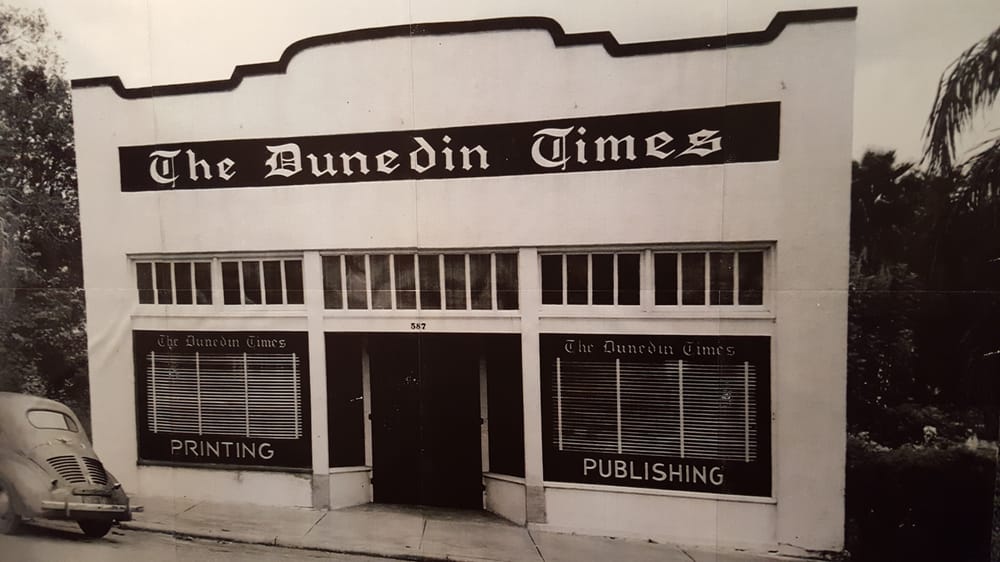 The Dunedin Times
587
The Dunedin Times
PRINTING
The Dunedin Times
PUBLISHING